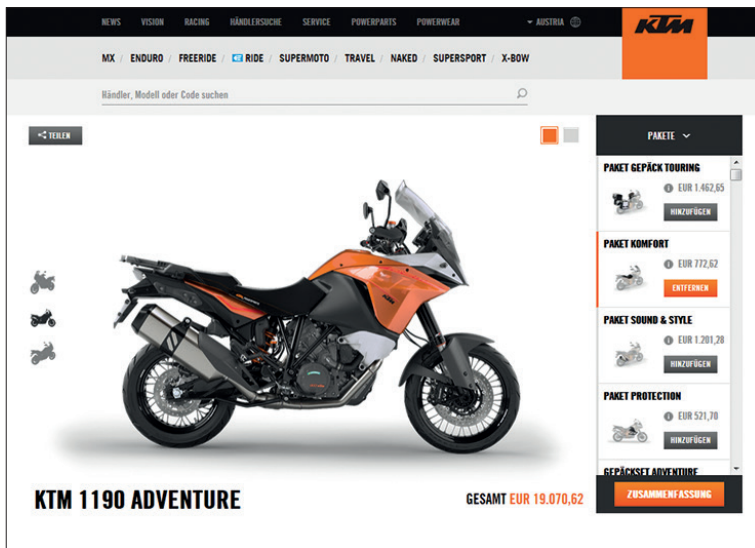 NEWS VISION RACING HÄNDLERSUCHE SERVICE POWERPARTS POWERWEAR AUSTRIA
KTM
MX / ENDURO / FREERIDE / E RIDE / SUPERMOTO / TRAVEL / NAKED / SUPERSPORT / X-BOW
Händler, Modell oder Code suchen
TEILEN
PAKETE
PAKET GEPÄCK TOURING
EUR 1.462,65
HINZUFÜGEN
PAKET KOMFORT
EUR 772,62
ENTFERNEN
PAKET SOUND & STYLE
EUR 1.201,28
HINZUFÜGEN
PAKET PROTECTION
EUR 521,70
HINZUFÜGEN
GEPÄCKSET ADVENTURE
KTM
KTM 1190 ADVENTURE
GESAMT EUR 19.070,62
ZUSAMMENFASSUNG